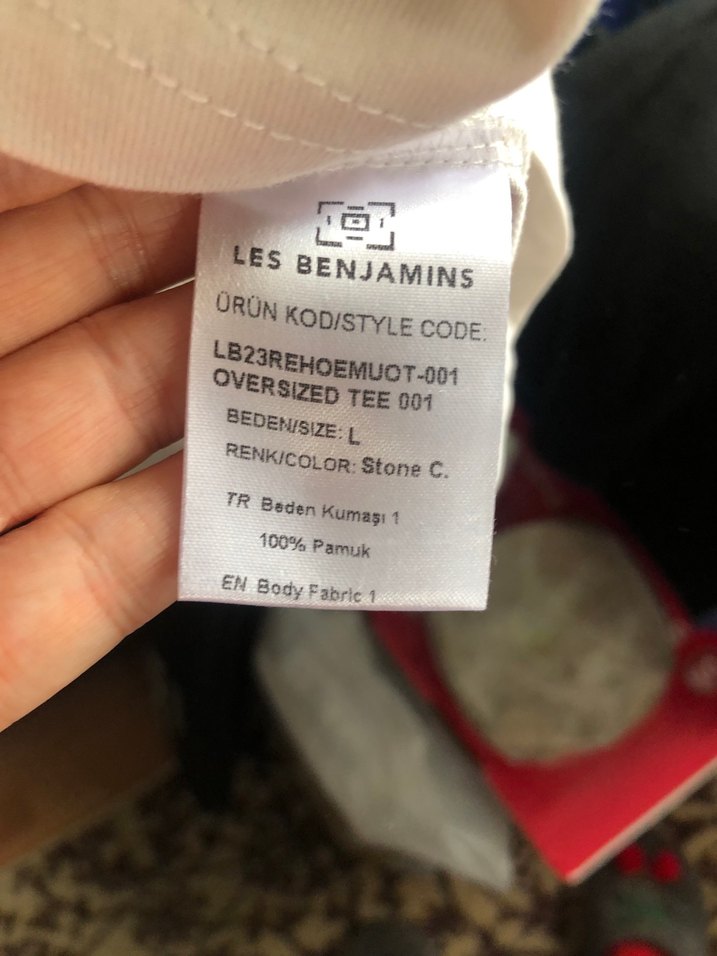 LES BENJAMINS
ÜRÜN KOD/STYLE CODE:
LB23REHOEMUOT-001
OVERSIZED TEE 001
BEDEN/SIZE: L
RENK/COLOR: Stone C.
TR Beden Kumaşı 1
100% Pamuk
EN Body Fabric 1